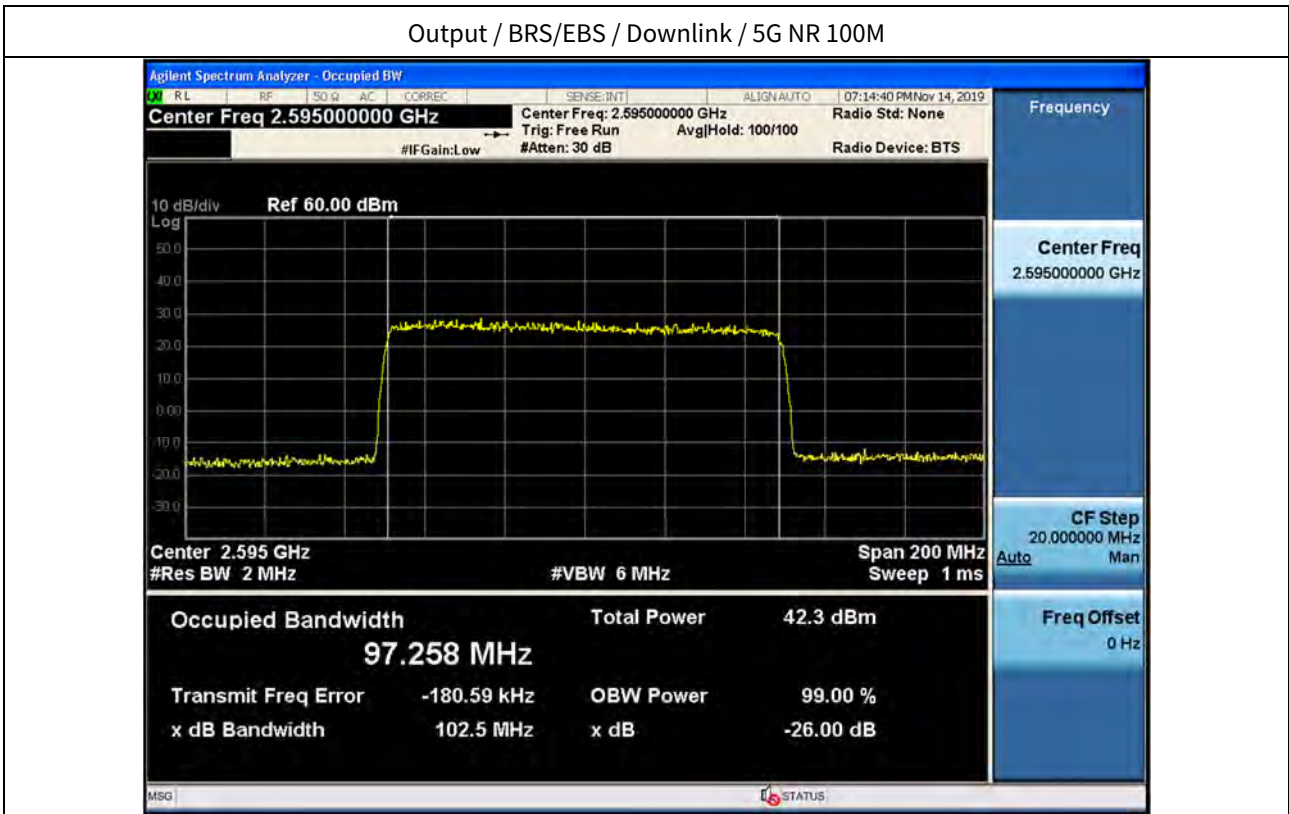 Output / BRS/EBS / Downlink / 5G NR 100M
Agilent Spectrum Analyzer - Occupied BW
RL RF 50 Ω AC CORREC SENSE:INT ALIGN AUTO 07:14:40 PM Nov 14, 2019
Center Freq 2.595000000 GHz
Center Freq: 2.595000000 GHz Radio Std: None
Trig: Free Run Avg|Hold: 100/100
#IFGain:Low #Atten: 30 dB Radio Device: BTS
Frequency
10 dB/div Ref 60.00 dBm
Log
50.0
40.0
30.0
20.0
10.0
0.00
-10.0
-20.0
-30.0
Center 2.595 GHz Span 200 MHz
#Res BW 2 MHz #VBW 6 MHz Sweep 1 ms
Center Freq
2.595000000 GHz
CF Step
20.000000 MHz
Auto Man
Freq Offset
0 Hz
Occupied Bandwidth Total Power 42.3 dBm
97.258 MHz
Transmit Freq Error -180.59 kHz OBW Power 99.00 %
x dB Bandwidth 102.5 MHz x dB -26.00 dB
MSG STATUS